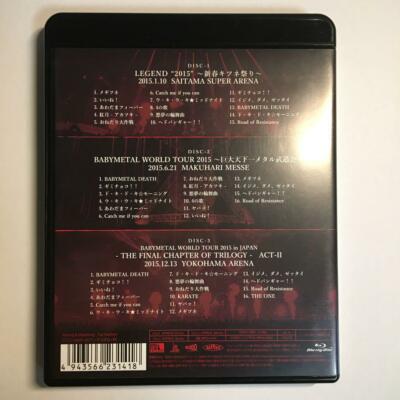 DISC-1
LEGEND "2015" ～新春キツネ祭り～
2015.1.10 SAITAMA SUPER ARENA
1. メギツネ
2. いいね！
3. あわだまフィーバー
4. 紅月 - アカツキ -
5. おねだり大作戦
6. Catch me if you can
7. ウ・キ・ウ・キ★ミッドナイト
8. 4の歌
9. 悪夢の輪舞曲
10. ヘドバンギャー！！
11. ギミチョコ！！
12. イジメ、ダメ、ゼッタイ
13. BABYMETAL DEATH
14. ド・キ・ド・キ☆モーニング
15. Road of Resistance
DISC-2
BABYMETAL WORLD TOUR 2015 ～巨大天下一メタル武道会～
2015.6.21 MAKUHARI MESSE
1. BABYMETAL DEATH
2. ギミチョコ！！
3. ド・キ・ド・キ☆モーニング
4. いいね！
5. あわだまフィーバー
6. Catch me if you can
7. おねだり大作戦
8. 紅月 - アカツキ -
9. 悪夢の輪舞曲
10. 4の歌
11. ヤバッ！
12. ウ・キ・ウ・キ★ミッドナイト
13. メギツネ
14. イジメ、ダメ、ゼッタイ
15. ヘドバンギャー！！
16. Road of Resistance
DISC-3
BABYMETAL WORLD TOUR 2015 in JAPAN
- THE FINAL CHAPTER OF TRILOGY - ACT-II
2015.12.13 YOKOHAMA ARENA
1. BABYMETAL DEATH
2. ギミチョコ！！
3. いいね！
4. あわだまフィーバー
5. Catch me if you can
6. ウ・キ・ウ・キ★ミッドナイト
7. ド・キ・ド・キ☆モーニング
8. 悪夢の輪舞曲
9. おねだり大作戦
10. KARATE
11. ヤバッ！
12. メギツネ
13. イジメ、ダメ、ゼッタイ
14. ヘドバンギャー！！
15. Road of Resistance
16. THE ONE
4 943566 231418
Blu-ray Disc